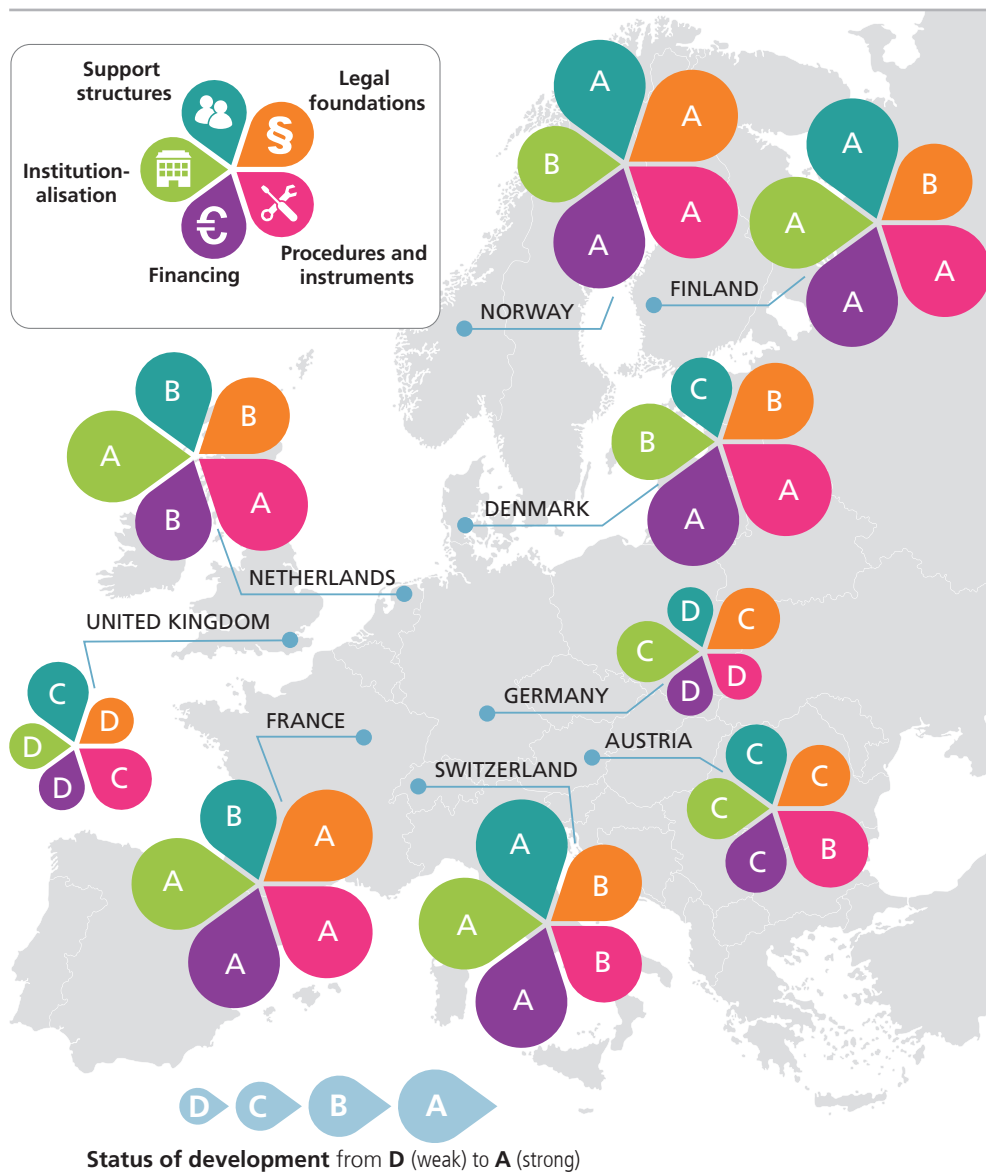 Support
structures
Legal
foundations
§
Institution-
alisation
€
Financing
Procedures and
instruments
A
A
B
A
A
NORWAY
A
B
A
A
A
FINLAND
B
B
A
A
B
NETHERLANDS
C
B
B
A
A
DENMARK
UNITED KINGDOM
C
D
D
C
D
D
C
C
D
D
GERMANY
FRANCE
B
A
A
A
A
AUSTRIA
C
C
C
B
C
SWITZERLAND
A
B
A
B
A
D C B A
Status of development from D (weak) to A (strong)